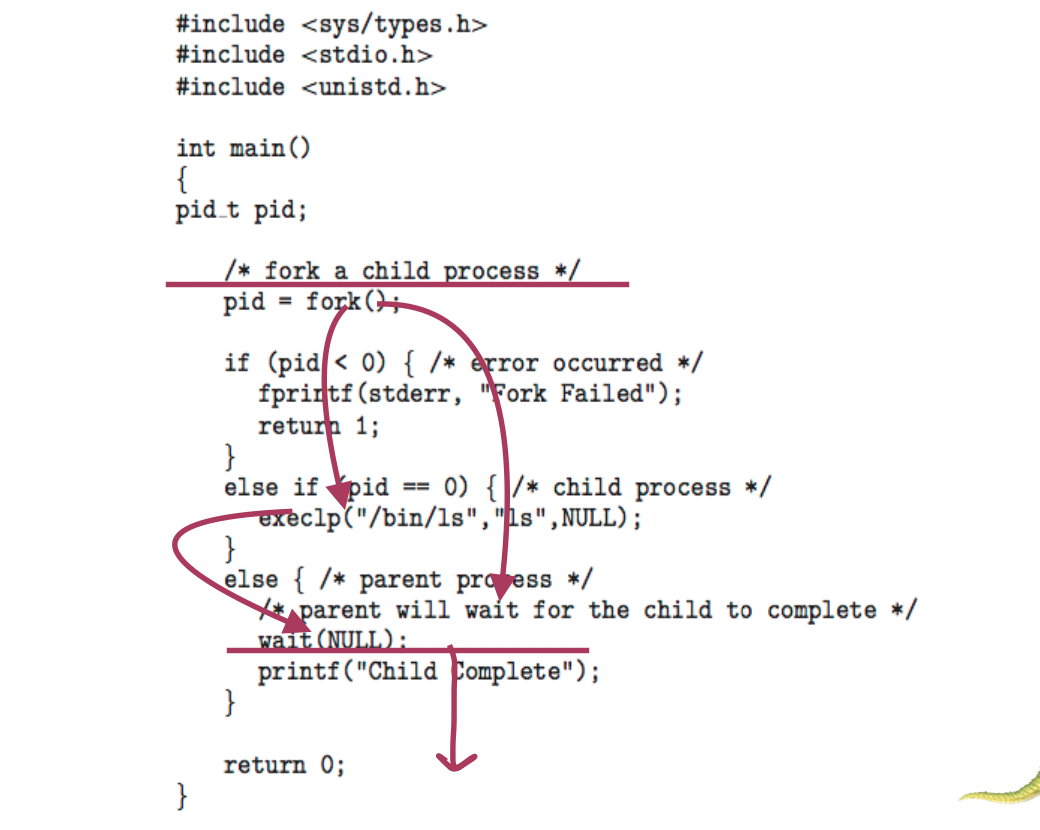 #include <sys/types.h>
#include <stdio.h>
#include <unistd.h>
int main()
{
pid_t pid;
/* fork a child process */
pid = fork();
if (pid < 0) { /* error occurred */
fprintf(stderr, "Fork Failed");
return 1;
}
else if (pid == 0) { /* child process */
execlp("/bin/ls","ls",NULL);
}
else { /* parent process */
/* parent will wait for the child to complete */
wait(NULL);
printf("Child Complete");
}
return 0;
}